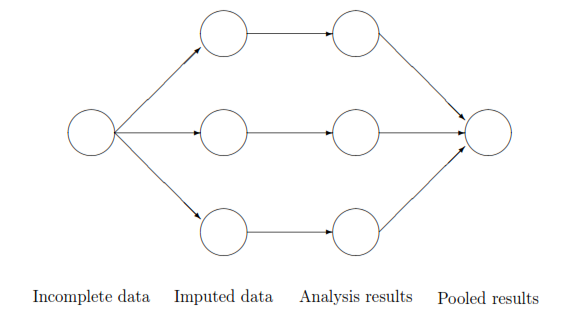 Incomplete data Imputed data Analysis results Pooled results